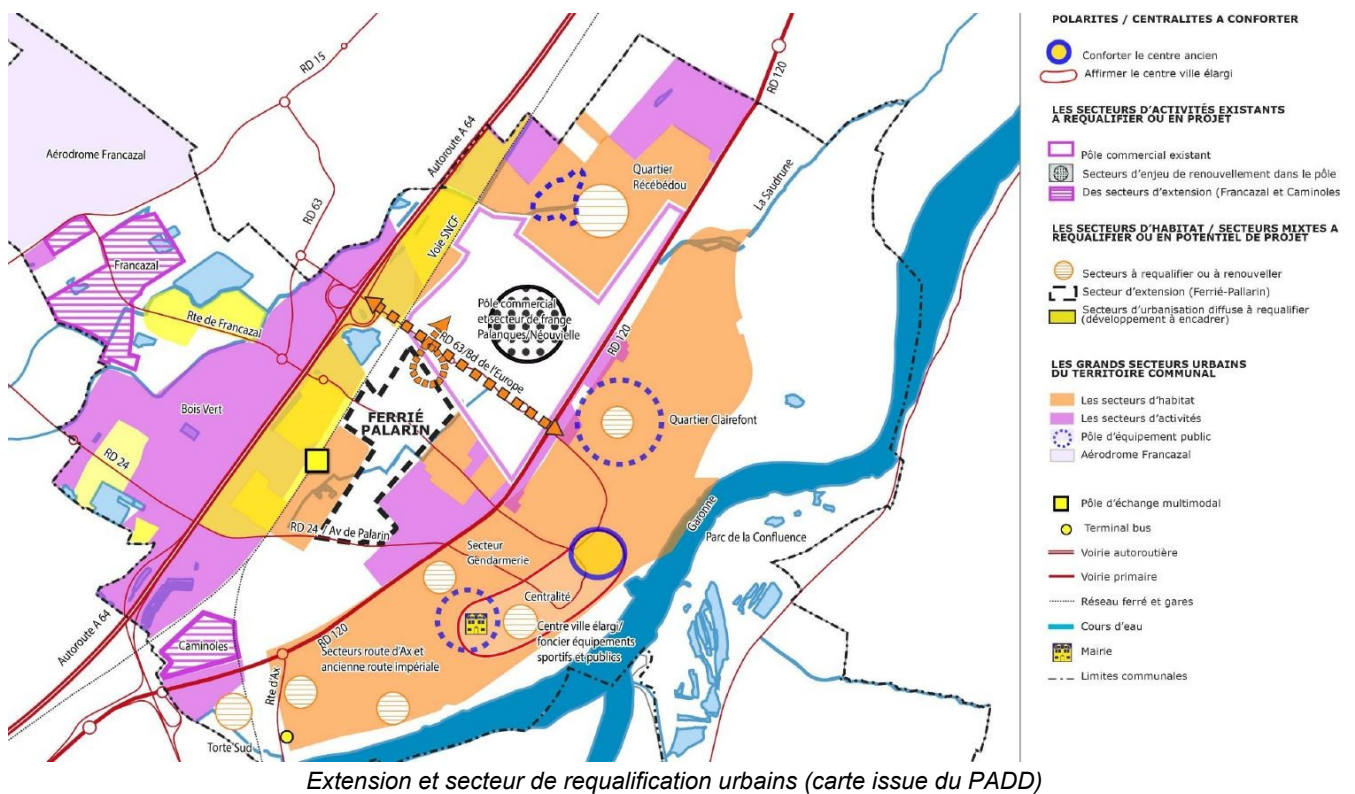 RD 15
RD 120
Autoroute A 64
Aérodrome Francazal
Quartier
Récébédou
La Saudrune
RD 63
Voie SNCF
Francazal
Rte de Francazal
Pôle commercial
et secteur de frange
Palanques/Néouvielle
RD 63/Bd de l'Europe
RD 120
Bois Vert
FERRIÉ
PALARIN
Quartier Clairefont
RD 24
RD 24 / Av de Palarin
Garonne
Parc de la Confluence
Secteur
Gendarmerie
Centralité
Autoroute A 64
Caminoles
RD 120
Centre ville élargi/
foncier équipements
sportifs et publics
Secteurs route d'Ax et
ancienne route impériale
Rte d'Ax
Torte Sud
POLARITES / CENTRALITES A CONFORTER
Conforter le centre ancien
Affirmer le centre ville élargi
LES SECTEURS D'ACTIVITÉS EXISTANTS
A REQUALIFIER OU EN PROJET
Pôle commercial existant
Secteurs d'enjeu de renouvellement dans le pôle
Des secteurs d'extension (Francazal et Caminoles
LES SECTEURS D'HABITAT / SECTEURS MIXTES A
REQUALIFIER OU EN POTENTIEL DE PROJET
Secteurs à requalifier ou à renouveller
Secteur d'extension (Ferrié-Pallarin)
Secteurs d'urbanisation diffuse à requalifier
(développement à encadrer)
LES GRANDS SECTEURS URBAINS
DU TERRITOIRE COMMUNAL
Les secteurs d'habitat
Les secteurs d'activités
Pôle d'équipement public
Aérodrome Francazal
Pôle d'échange multimodal
Terminal bus
Voirie autoroutière
Voirie primaire
Réseau ferré et gares
Cours d'eau
Mairie
Limites communales
Extension et secteur de requalification urbains (carte issue du PADD)